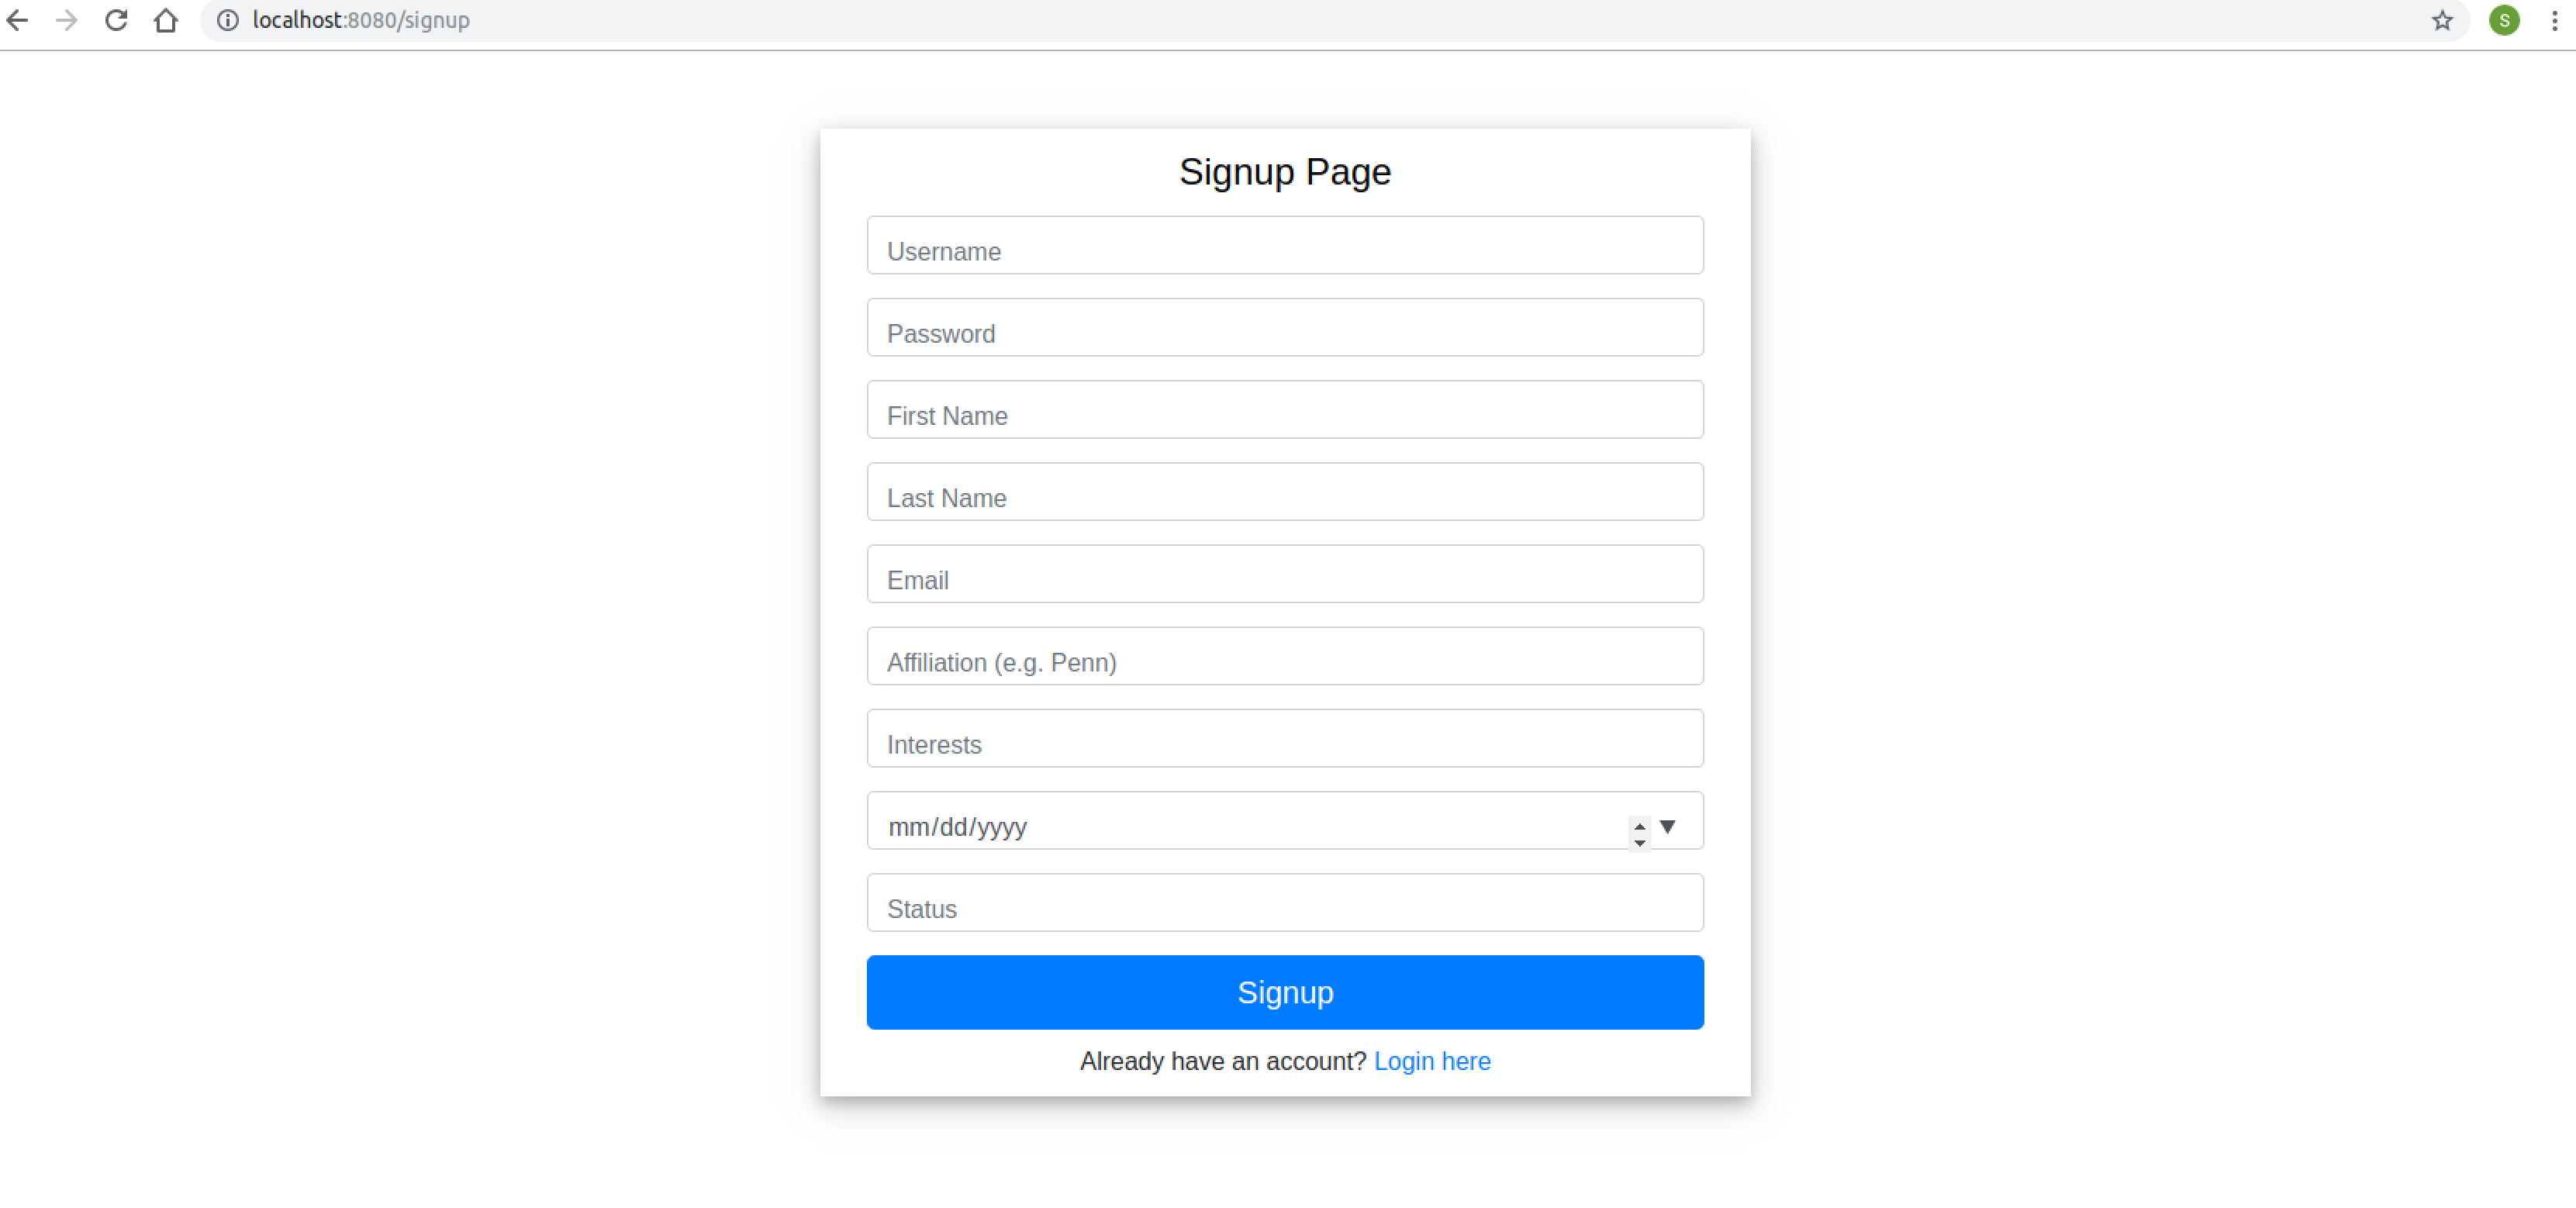 localhost:8080/signup
S
Signup Page
Username
Password
First Name
Last Name
Email
Affiliation (e.g. Penn)
Interests
mm/dd/yyyy
Status
Signup
Already have an account? Login here